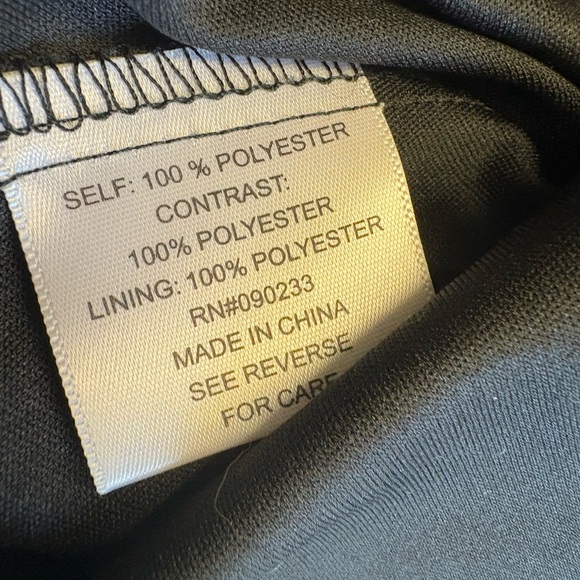 SELF: 100 % POLYESTER
CONTRAST:
100% POLYESTER
LINING: 100% POLYESTER
RN#090233
MADE IN CHINA
SEE REVERSE
FOR CARE